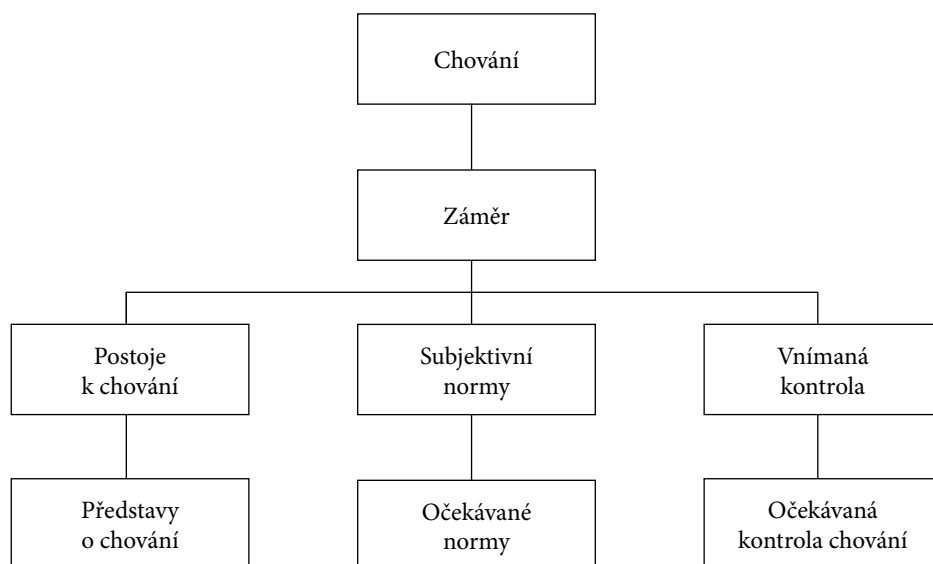 Chování
Záměr
Postoje
k chování
Subjektivní
normy
Vnímaná
kontrola
Představy
o chování
Očekávané
normy
Očekávaná
kontrola chování